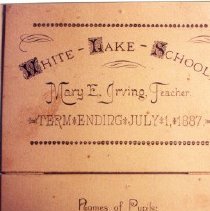 White - Lake - School
Mary E. Irving, Teacher.
TERM ENDING JULY 1, 1887.
Names of Pupils